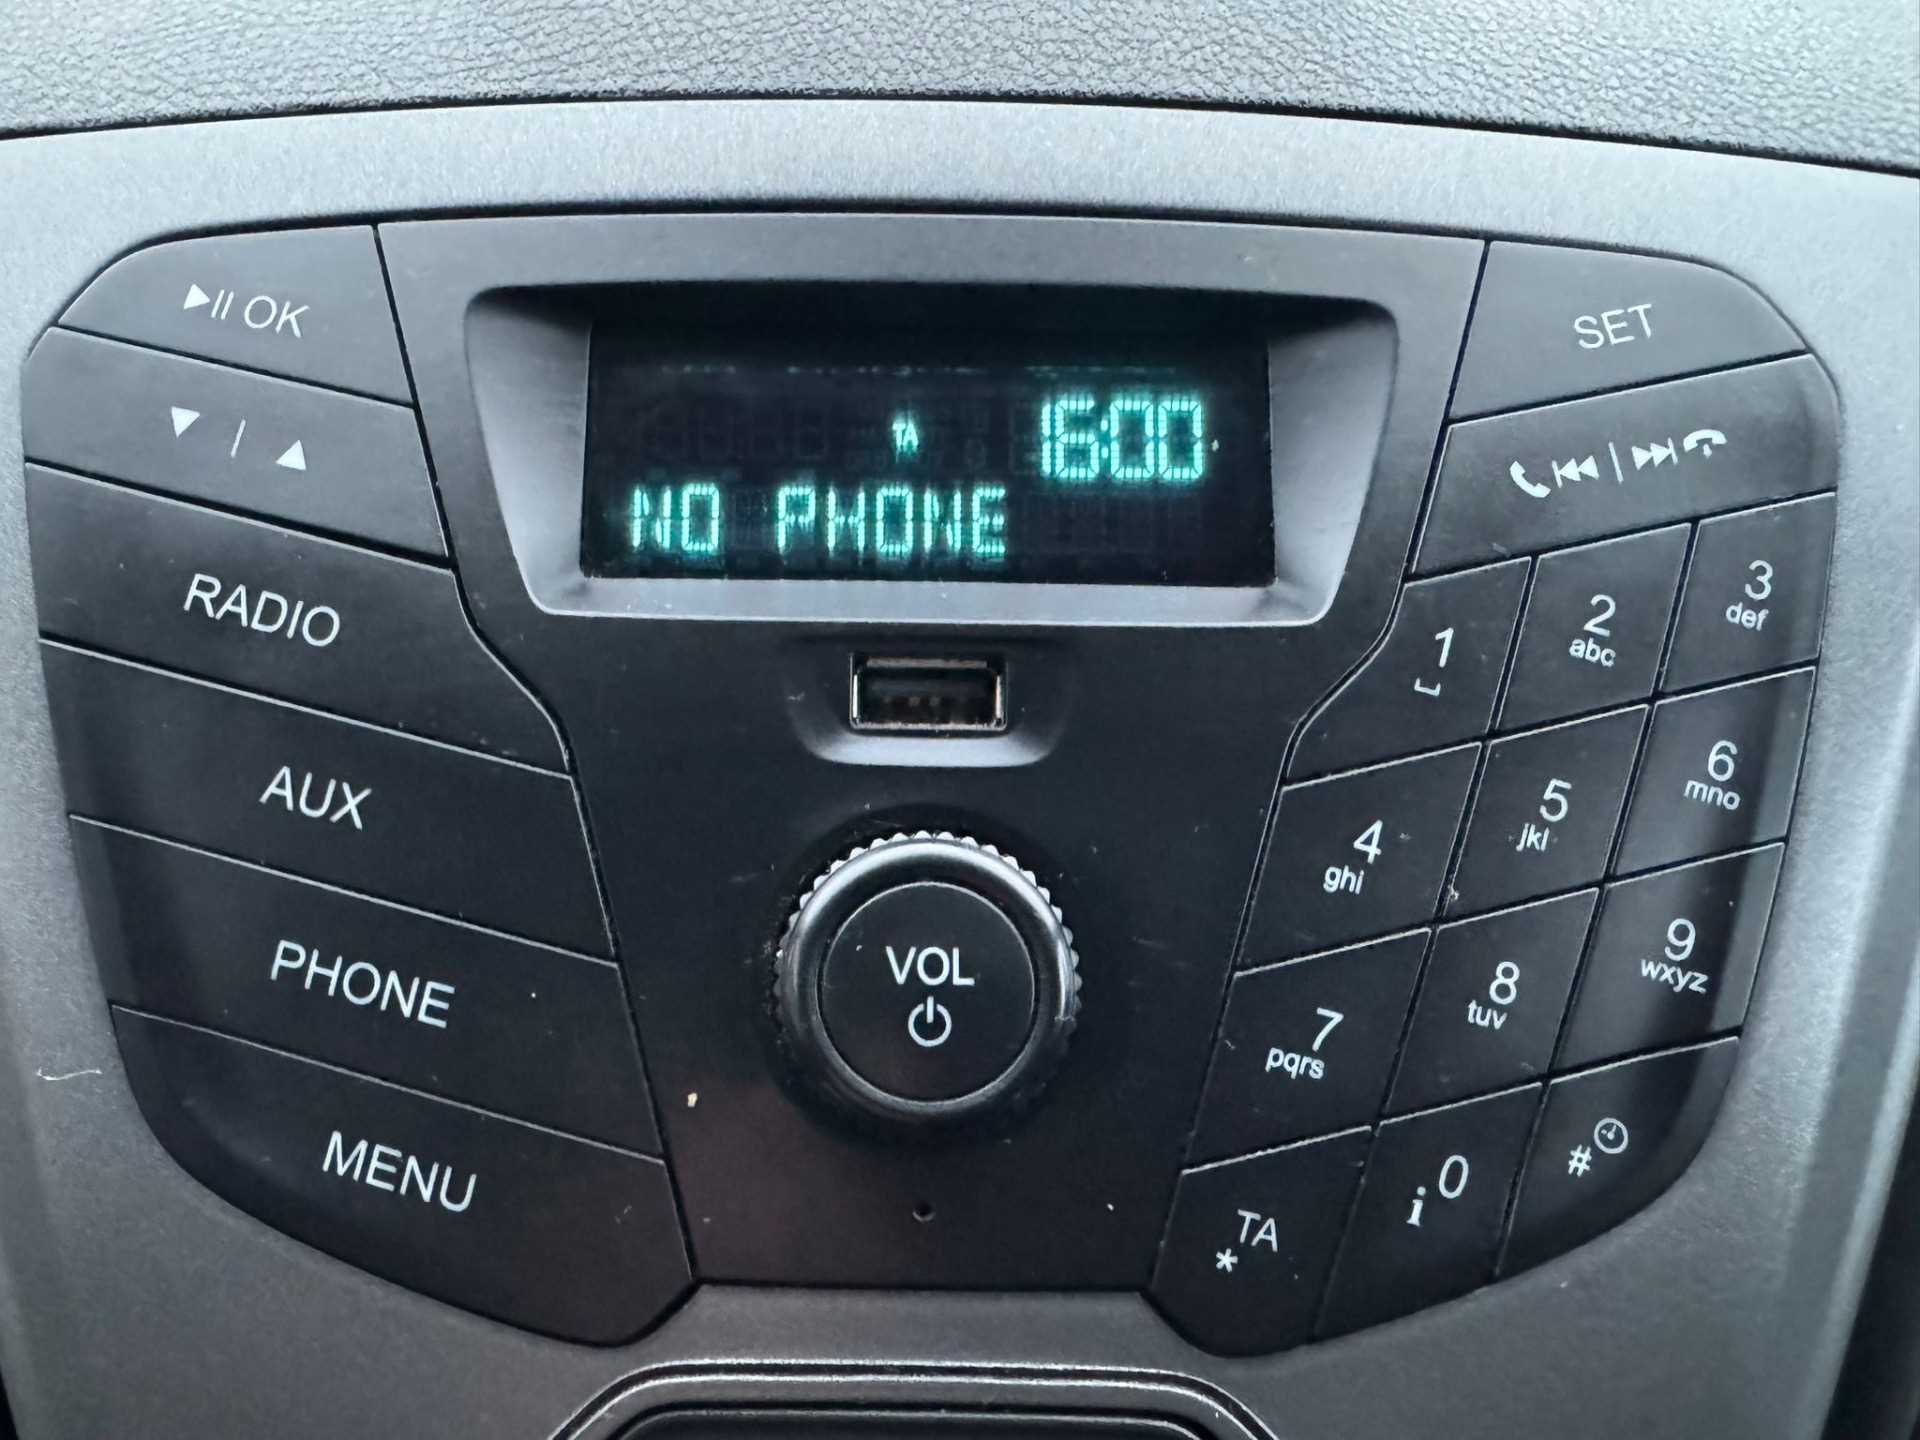 OK
SET
TA 16:00
NO PHONE
RADIO
AUX
PHONE
MENU
VOL
1
2
abc
3
def
4
ghi
5
jkl
6
mno
7
pqrs
8
tuv
9
wxyz
* TA
i 0
#